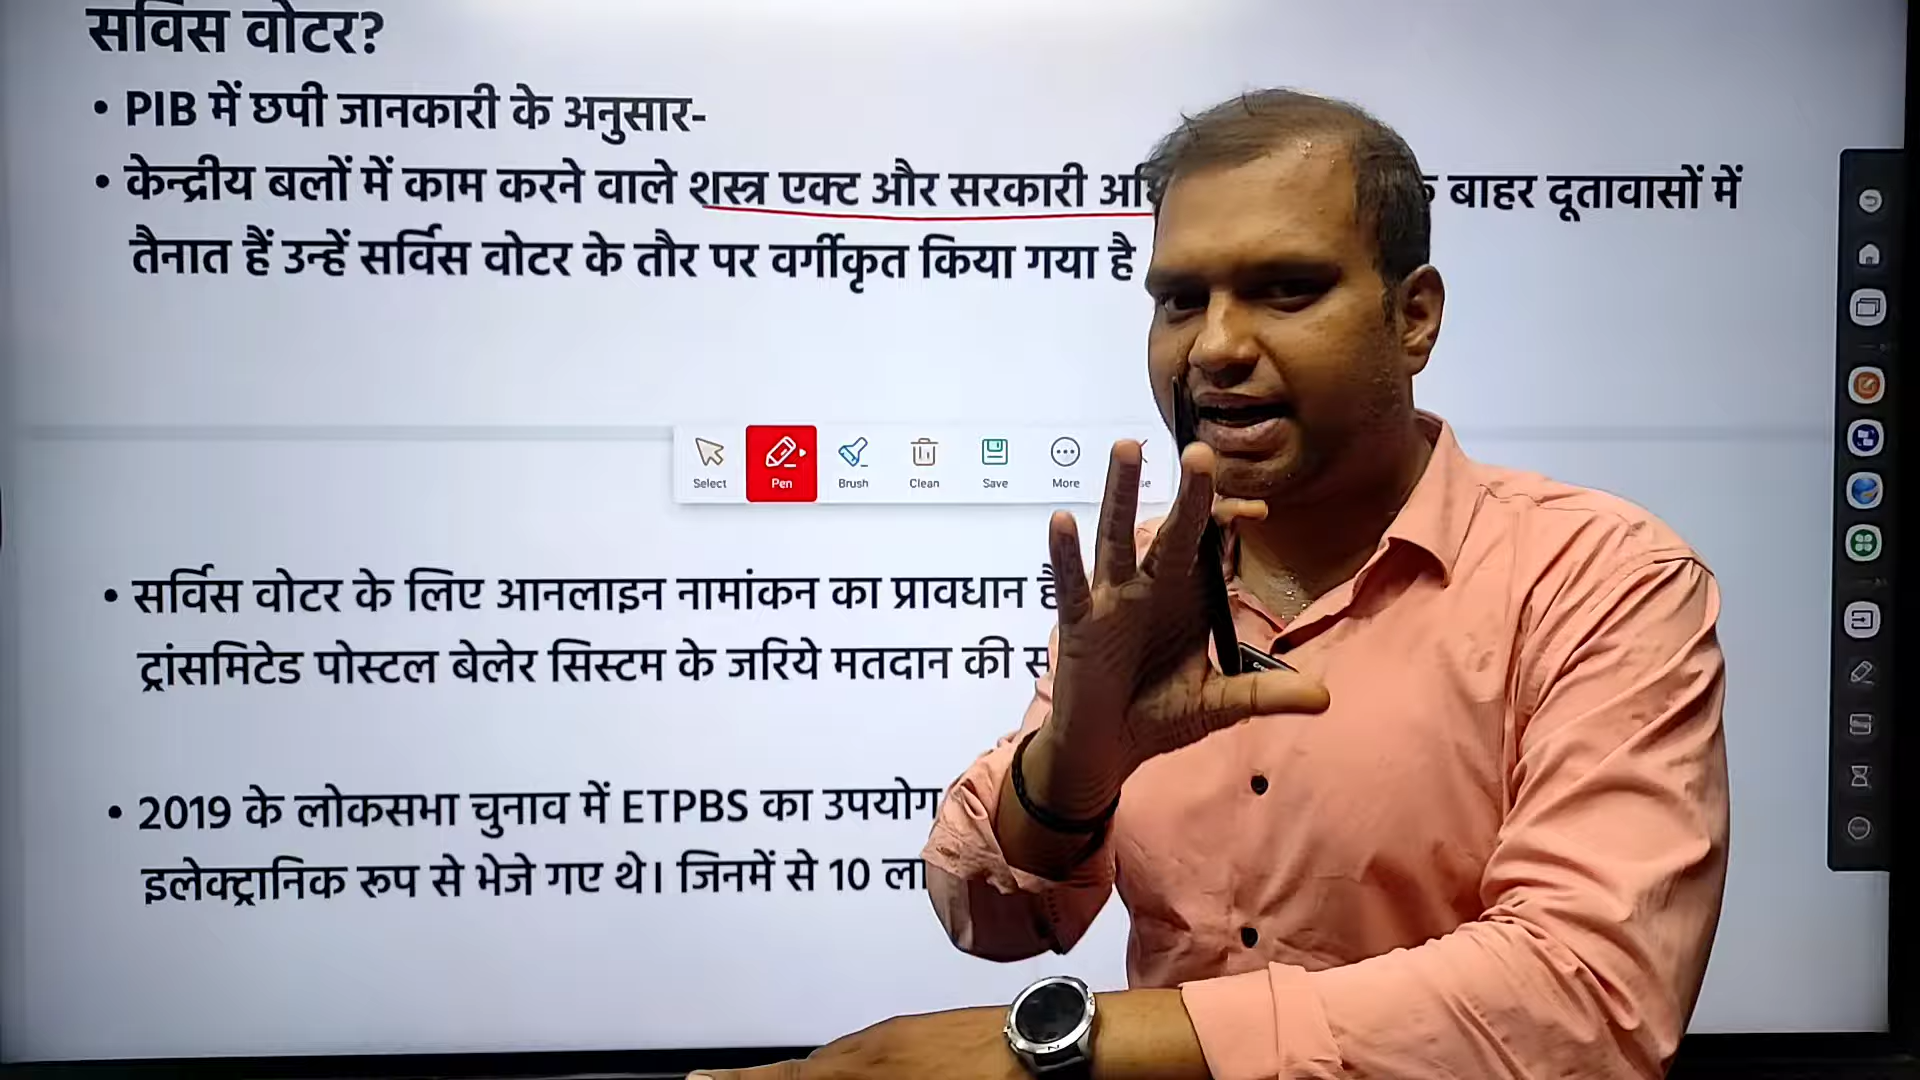 सर्विस वोटर?
• PIB में छपी जानकारी के अनुसार-
• केन्द्रीय बलों में काम करने वाले शस्त्र एक्ट और सरकारी बाहर दूतावासों में
तैनात हैं उन्हें सर्विस वोटर के तौर पर वर्गीकृत किया गया है
Select Pen Brush Clean Save More
• सर्विस वोटर के लिए आनलाइन नामांकन का प्रावधान है
ट्रांसमिटेड पोस्टल बेलेर सिस्टम के जरिये मतदान की
• 2019 के लोकसभा चुनाव में ETPBS का उपयोग
इलेक्ट्रानिक रूप से भेजे गए थे। जिनमें से 10